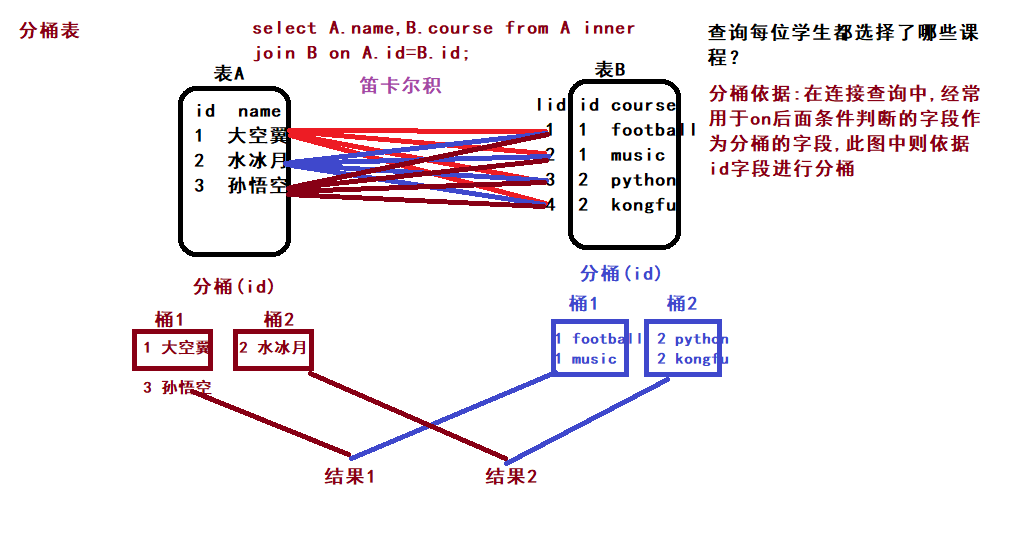 分桶表
select A.name,B.course from A inner
join B on A.id=B.id;
笛卡尔积
查询每位学生都选择了哪些课
程？
分桶依据:在连接查询中,经常
用于on后面条件判断的字段作
为分桶的字段,此图中则依据
id字段进行分桶
表A
id name
1 大空翼
2 水冰月
3 孙悟空
表B
lid id course
1 1 football
2 1 music
3 2 python
4 2 kongfu
分桶(id)
桶1
1 大空翼
3 孙悟空
桶2
2 水冰月
分桶(id)
桶1
1 football
1 music
桶2
2 python
2 kongfu
结果1
结果2